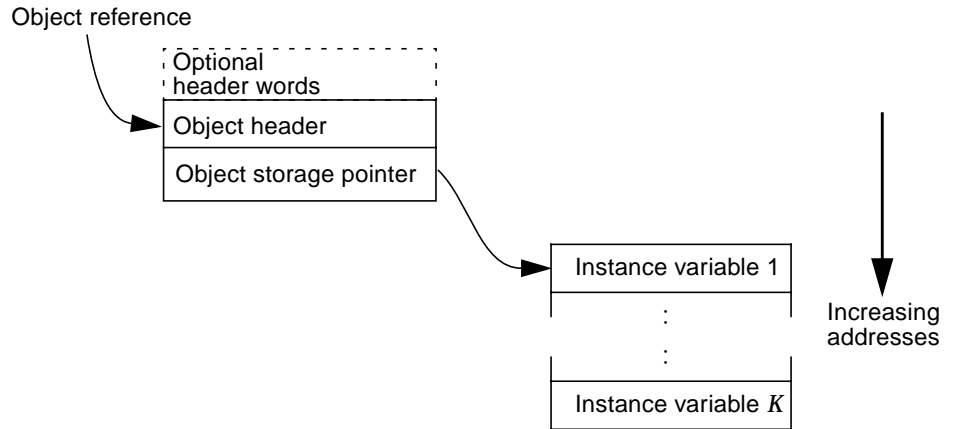 Object reference
Optional
header words
Object header
Object storage pointer
Instance variable 1
:
:
Increasing
addresses
Instance variable K